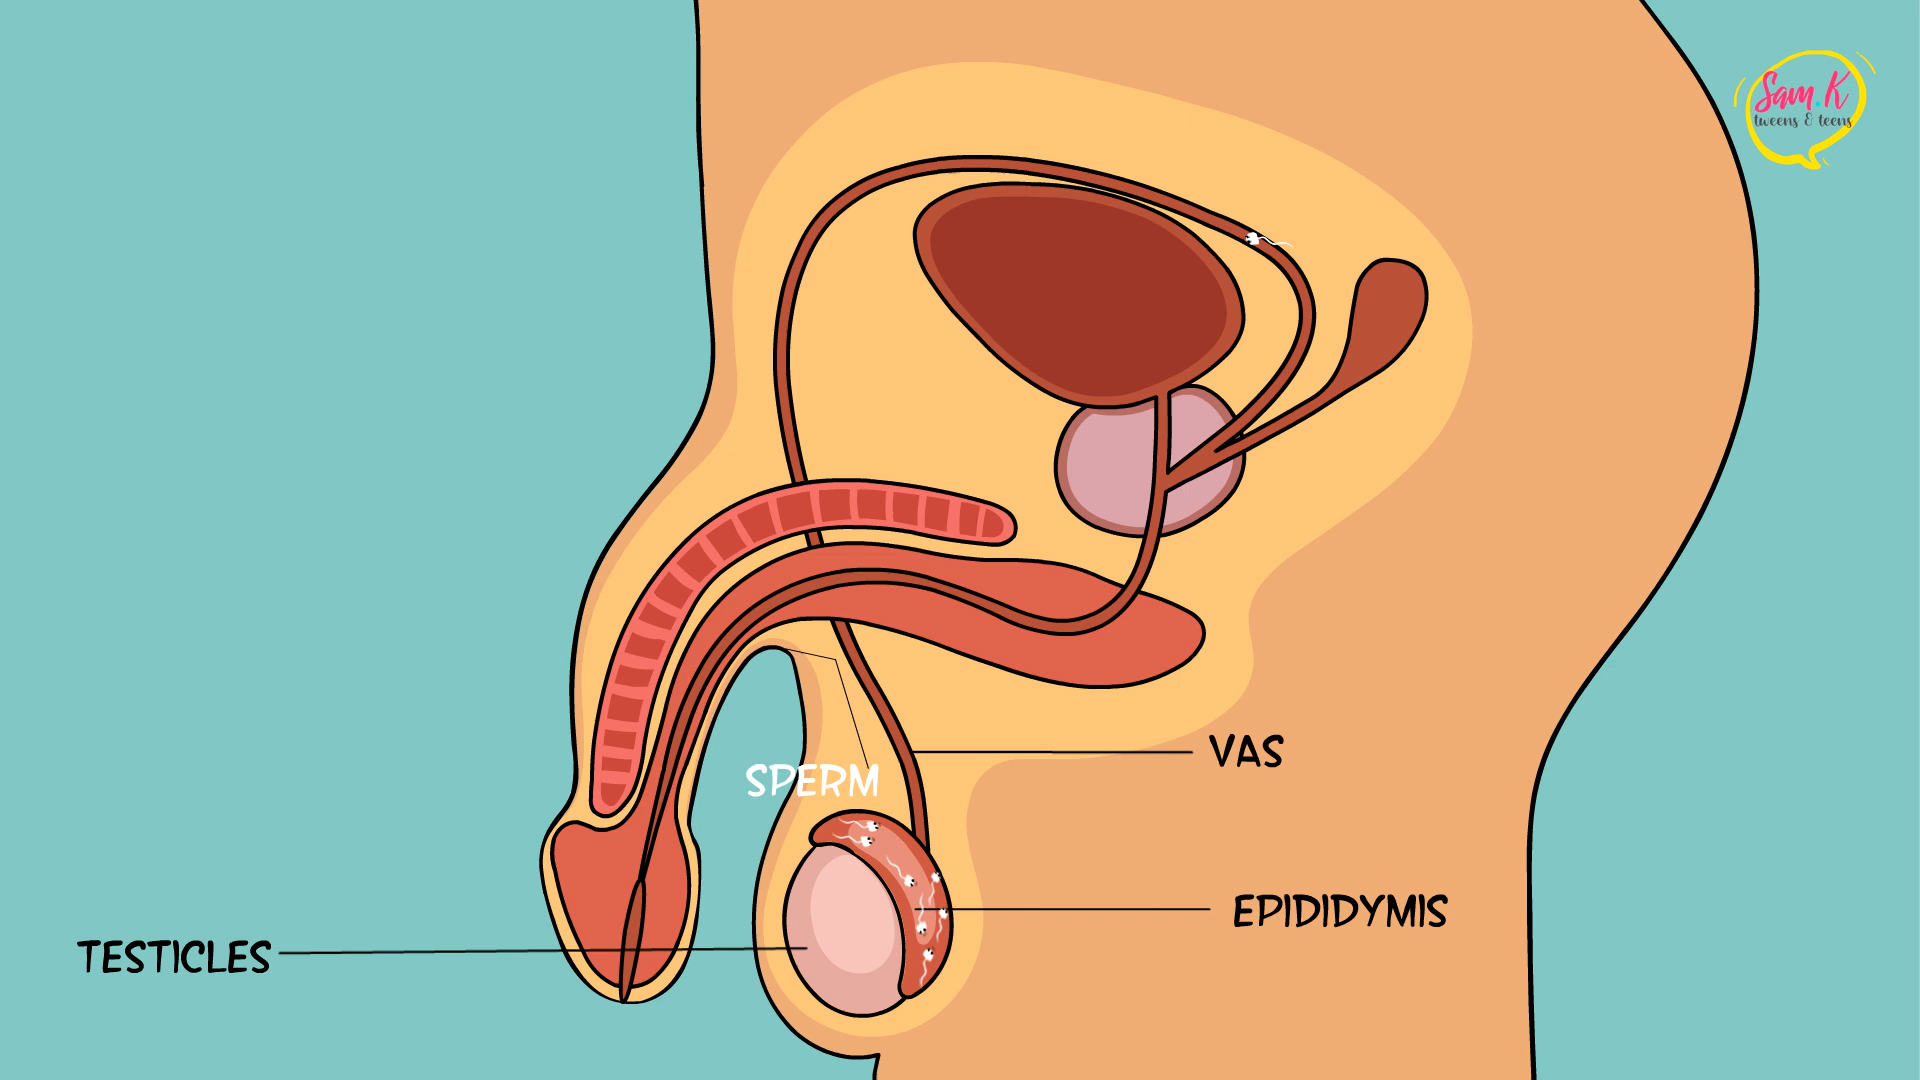 Sam.K
tweens & teens
VAS
SPERM
EPIDIDYMIS
TESTICLES